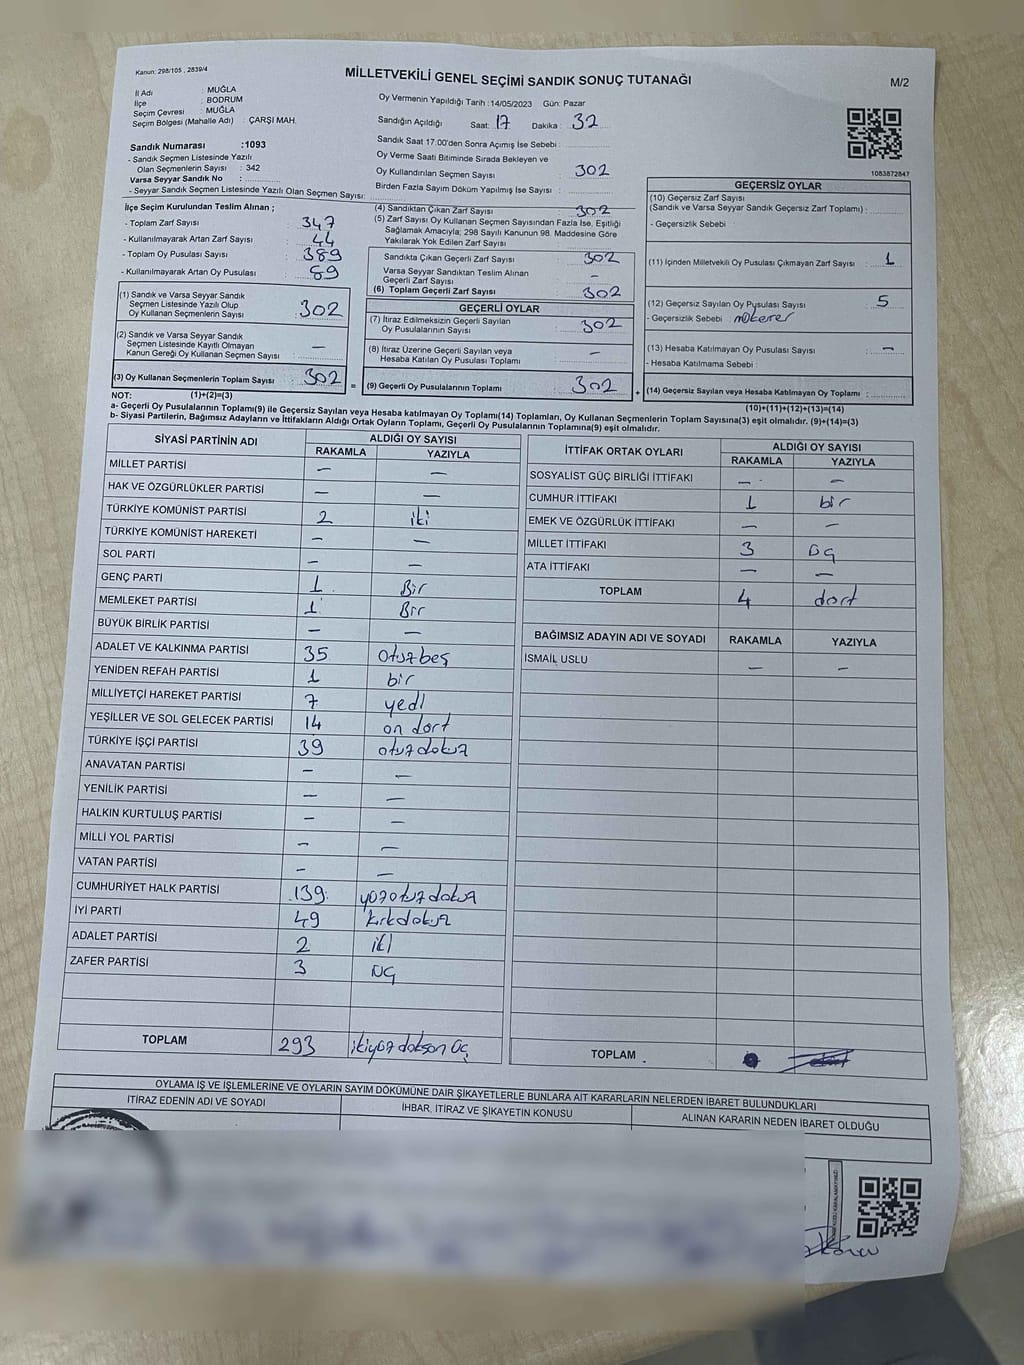 Kanun: 298/105 , 2839/4
MİLLETVEKİLİ GENEL SEÇİMİ SANDIK SONUÇ TUTANAĞI
M/2
İl Adı : MUĞLA
İlçe : BODRUM
Seçim Çevresi : MUĞLA
Seçim Bölgesi (Mahalle Adı) : ÇARŞI MAH.
Oy Vermenin Yapıldığı Tarih : 14/05/2023 Gün: Pazar
Sandığın Açıldığı Saat: 17 Dakika : 32
Sandık Saat 17.00'den Sonra Açımış İse Sebebi :
Oy Verme Saati Bitiminde Sırada Bekleyen ve
Oy Kullandırılan Seçmen Sayısı : 302
Birden Fazla Sayım Döküm Yapılmış İse Sayısı :
Sandık Numarası :1093
- Sandık Seçmen Listesinde Yazılı
Olan Seçmenlerin Sayısı : 342
Varsa Seyyar Sandık No :
- Seyyar Sandık Seçmen Listesinde Yazılı Olan Seçmen Sayısı:
1083872847
İlçe Seçim Kurulundan Teslim Alınan ;
- Toplam Zarf Sayısı : 347
- Kullanılmayarak Artan Zarf Sayısı : 44
- Toplam Oy Pusulası Sayısı : 389
- Kullanılmayarak Artan Oy Pusulası : 89
(1) Sandık ve Varsa Seyyar Sandık
Seçmen Listesinde Yazılı Olup
Oy Kullanan Seçmenlerin Sayısı : 302
(2) Sandık ve Varsa Seyyar Sandık
Seçmen Listesinde Kayıtlı Olmayan
Kanun Gereği Oy Kullanan Seçmen Sayısı : —
(3) Oy Kullanan Seçmenlerin Toplam Sayısı : 302 =
(4) Sandıktan Çıkan Zarf Sayısı : 302
(5) Zarf Sayısı Oy Kullanan Seçmen Sayısından Fazla İse, Eşitliği
Sağlamak Amacıyla; 298 Sayılı Kanunun 98. Maddesine Göre
Yakılarak Yok Edilen Zarf Sayısı :
Sandıkta Çıkan Geçerli Zarf Sayısı : 302
Varsa Seyyar Sandıktan Teslim Alınan
Geçerli Zarf Sayısı : —
(6) Toplam Geçerli Zarf Sayısı : 302
GEÇERLİ OYLAR
(7) İtiraz Edilmeksizin Geçerli Sayılan
Oy Pusulalarının Sayısı : 302
(8) İtiraz Üzerine Geçerli Sayılan veya
Hesaba Katılan Oy Pusulası Toplamı : —
(9) Geçerli Oy Pusulalarının Toplamı : 302 +
GEÇERSİZ OYLAR
(10) Geçersiz Zarf Sayısı
(Sandık ve Varsa Seyyar Sandık Geçersiz Zarf Toplamı) :
- Geçersizlik Sebebi
(11) İçinden Milletvekili Oy Pusulası Çıkmayan Zarf Sayısı : 1
(12) Geçersiz Sayılan Oy Pusulası Sayısı : 5
- Geçersizlik Sebebi : mükerrer
(13) Hesaba Katılmayan Oy Pusulası Sayısı : —
- Hesaba Katılmama Sebebi :
(14) Geçersiz Sayılan veya Hesaba Katılmayan Oy Toplamı :
NOT: (1)+(2)=(3) (10)+(11)+(12)+(13)=(14)
a- Geçerli Oy Pusulalarının Toplamı(9) ile Geçersiz Sayılan veya Hesaba katılmayan Oy Toplamı(14) Toplamları, Oy Kullanan Seçmenlerin Toplam Sayısına(3) eşit olmalıdır. (9)+(14)=(3)
b- Siyasi Partilerin, Bağımsız Adayların ve İttifakların Aldığı Ortak Oyların Toplamı, Geçerli Oy Pusulalarının Toplamına(9) eşit olmalıdır.
SİYASİ PARTİNİN ADI ALDIĞI OY SAYISI
RAKAMLA YAZIYLA
MİLLET PARTİSİ — —
HAK VE ÖZGÜRLÜKLER PARTİSİ — —
TÜRKİYE KOMÜNİST PARTİSİ 2 iki
TÜRKİYE KOMÜNİST HAREKETİ — —
SOL PARTİ — —
GENÇ PARTİ 1 Bir
MEMLEKET PARTİSİ 1 Bir
BÜYÜK BİRLİK PARTİSİ — —
ADALET VE KALKINMA PARTİSİ 35 otuzbeş
YENİDEN REFAH PARTİSİ 1 bir
MİLLİYETÇİ HAREKET PARTİSİ 7 yedi
YEŞİLLER VE SOL GELECEK PARTİSİ 14 on dört
TÜRKİYE İŞÇİ PARTİSİ 39 otuzdokuz
ANAVATAN PARTİSİ — —
YENİLİK PARTİSİ — —
HALKIN KURTULUŞ PARTİSİ — —
MİLLİ YOL PARTİSİ — —
VATAN PARTİSİ — —
CUMHURİYET HALK PARTİSİ 139 yüzotuzdokuz
İYİ PARTİ 49 kırkdokuz
ADALET PARTİSİ 2 iki
ZAFER PARTİSİ 3 üç
TOPLAM 293 ikiyüz doksan üç
İTTİFAK ORTAK OYLARI ALDIĞI OY SAYISI
RAKAMLA YAZIYLA
SOSYALİST GÜÇ BİRLİĞİ İTTİFAKI — —
CUMHUR İTTİFAKI 1 bir
EMEK VE ÖZGÜRLÜK İTTİFAKI — —
MİLLET İTTİFAKI 3 üç
ATA İTTİFAKI — —
TOPLAM 4 dört
BAĞIMSIZ ADAYIN ADI VE SOYADI RAKAMLA YAZIYLA
İSMAİL USLU — —
TOPLAM
OYLAMA İŞ VE İŞLEMLERİNE VE OYLARIN SAYIM DÖKÜMÜNE DAİR ŞİKAYETLERLE BUNLARA AİT KARARLARIN NELERDEN İBARET BULUNDUKLARI
İTİRAZ EDENİN ADI VE SOYADI
İHBAR, İTİRAZ VE ŞİKAYETİN KONUSU
ALINAN KARARIN NEDEN İBARET OLDUĞU